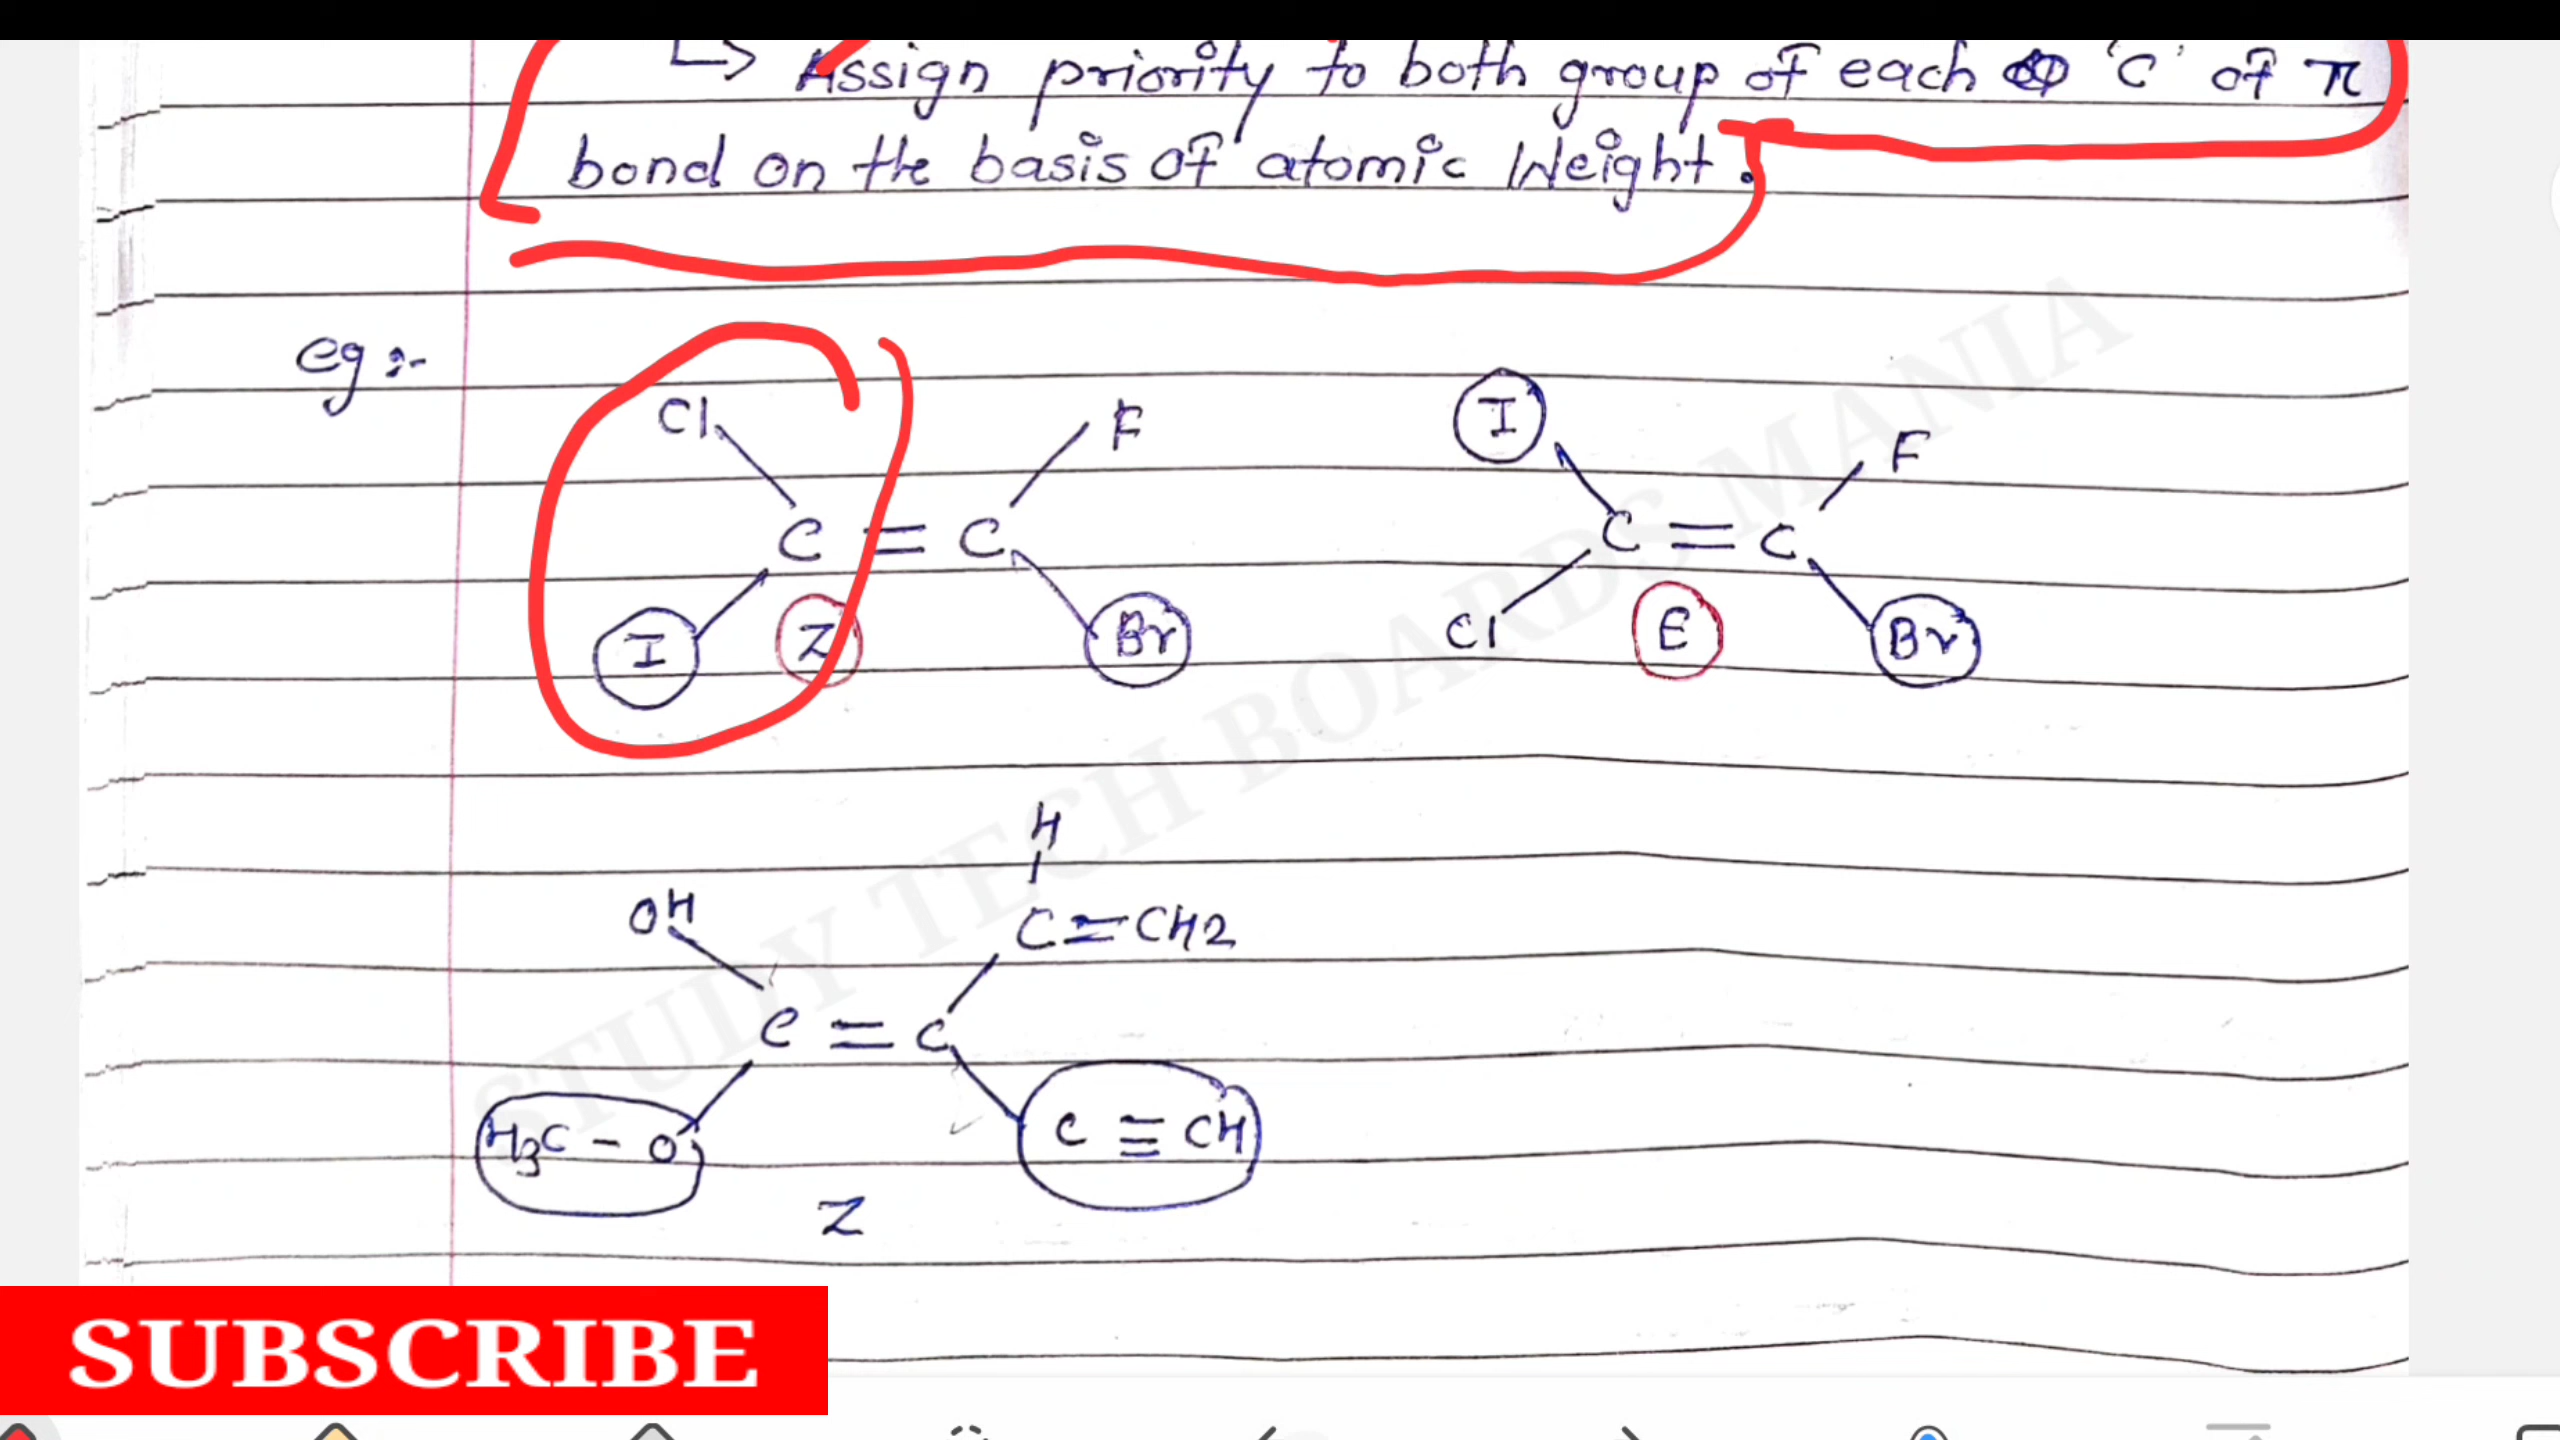 ↳ Assign priority to both group of each 'C' of π
bond on the basis of atomic Weight.
eg :-
Cl F I F
C = C C = C
I Z Br Cl E Br
H
OH C=CH2
C = C
H3C - O C ≡ CH
Z
STUDY TECH BOARDS MANIA
SUBSCRIBE